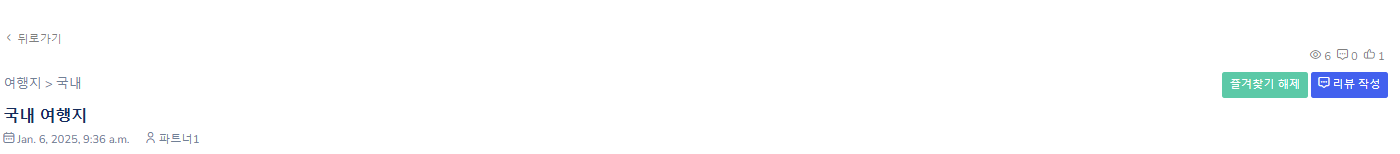 뒤로가기
6 0 1
여행지 > 국내
즐겨찾기 해제 리뷰 작성
국내 여행지
Jan. 6, 2025, 9:36 a.m. 파트너1